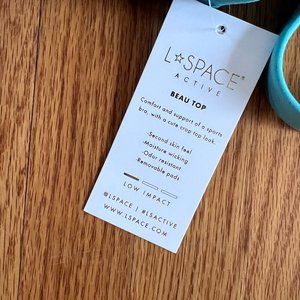 L☆SPACE®
ACTIVE
BEAU TOP
Comfort and support of a sports
bra, with a cute crop top look.
·Second skin feel
·Moisture wicking
·Odor resistant
·Removable pads
LOW IMPACT
@LSPACE | #LSACTIVE
WWW.LSPACE.COM